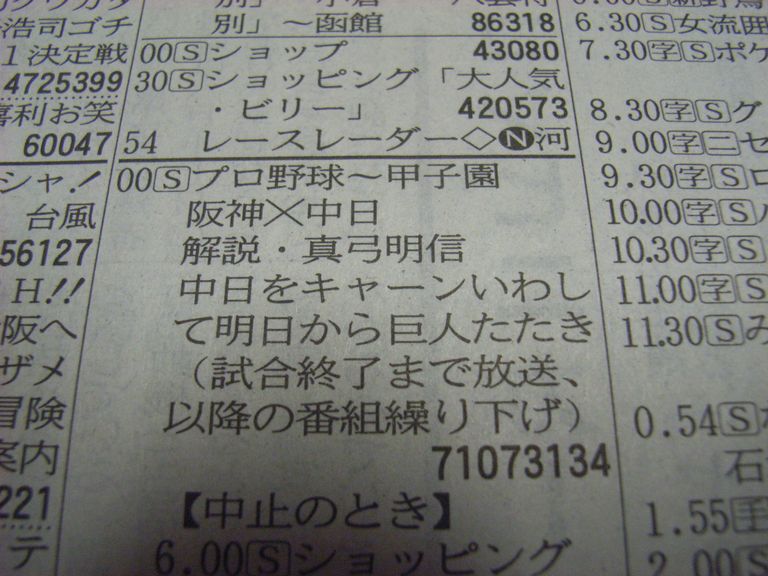 浩司ゴチ
1決定戦
4725399
喜利お笑
60047
シャ.!
台風
56127
H!!
阪へ
ザメ
冒険
案内
221
テ
別」～函館
86318
00Ⓢショップ
43080
30Ⓢショッピング「大人気
・ビリー」
420573
54 レースレーダー◇Ⓝ河
00Ⓢプロ野球～甲子園
阪神×中日
解説・真弓明信
中日をキャーンいわし
て明日から巨人たたき
（試合終了まで放送、
以降の番組繰り下げ）
71073134
【中止のとき】
6.00Ⓢショッピング
6.30Ⓢ女流囲
7.30字Ⓢポケ
8.30字Ⓢグ
9.00字二セ
9.30字Ⓢロ
10.00字Ⓢ
10.30字Ⓢ
11.00字Ⓢ
11.30Ⓢみ
0.54Ⓢ
石
1.55
2.00Ⓢ